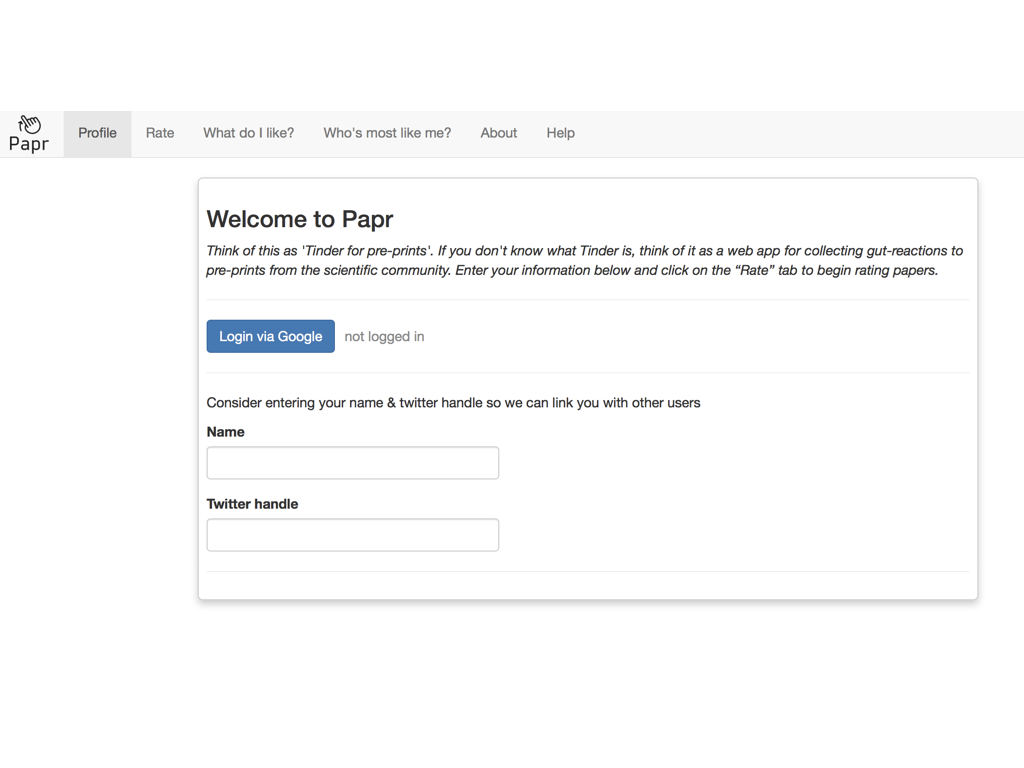 Papr
Profile
Rate
What do I like?
Who's most like me?
About
Help
Welcome to Papr
Think of this as 'Tinder for pre-prints'. If you don't know what Tinder is, think of it as a web app for collecting gut-reactions to
pre-prints from the scientific community. Enter your information below and click on the “Rate” tab to begin rating papers.
Login via Google
not logged in
Consider entering your name & twitter handle so we can link you with other users
Name
Twitter handle